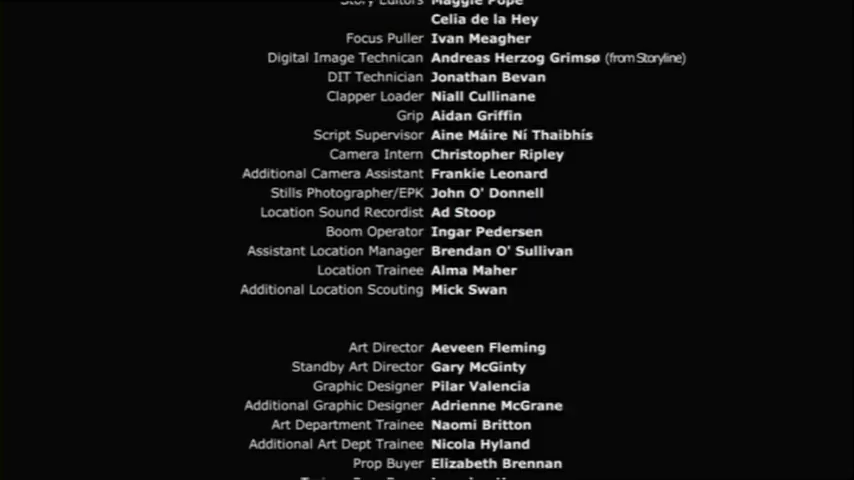 Story Editors Maggie Pope
Celia de la Hey
Focus Puller Ivan Meagher
Digital Image Technican Andreas Herzog Grimsø (from Storyline)
DIT Technician Jonathan Bevan
Clapper Loader Niall Cullinane
Grip Aidan Griffin
Script Supervisor Aine Máire Ní Thaibhís
Camera Intern Christopher Ripley
Additional Camera Assistant Frankie Leonard
Stills Photographer/EPK John O' Donnell
Location Sound Recordist Ad Stoop
Boom Operator Ingar Pedersen
Assistant Location Manager Brendan O' Sullivan
Location Trainee Alma Maher
Additional Location Scouting Mick Swan
Art Director Aeveen Fleming
Standby Art Director Gary McGinty
Graphic Designer Pilar Valencia
Additional Graphic Designer Adrienne McGrane
Art Department Trainee Naomi Britton
Additional Art Dept Trainee Nicola Hyland
Prop Buyer Elizabeth Brennan